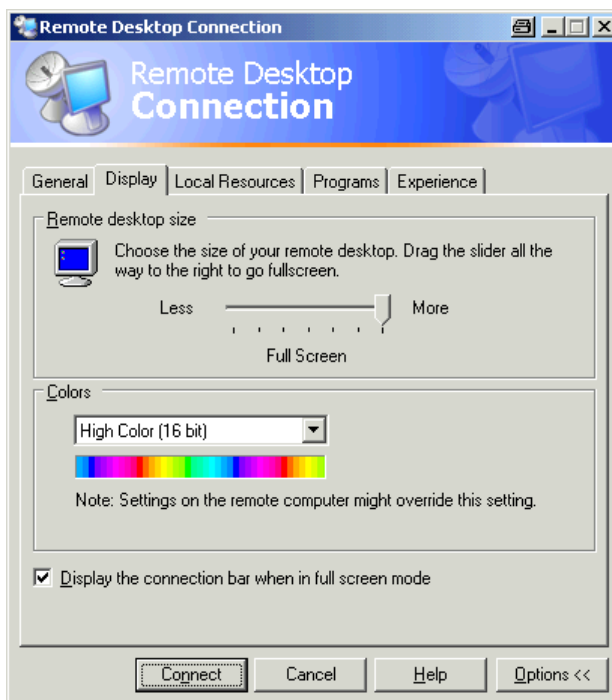 Remote Desktop Connection
Remote Desktop
Connection
General Display Local Resources Programs Experience
Remote desktop size
Choose the size of your remote desktop. Drag the slider all the
way to the right to go fullscreen.
Less More
Full Screen
Colors
High Color (16 bit)
Note: Settings on the remote computer might override this setting.
Display the connection bar when in full screen mode
Connect Cancel Help Options <<